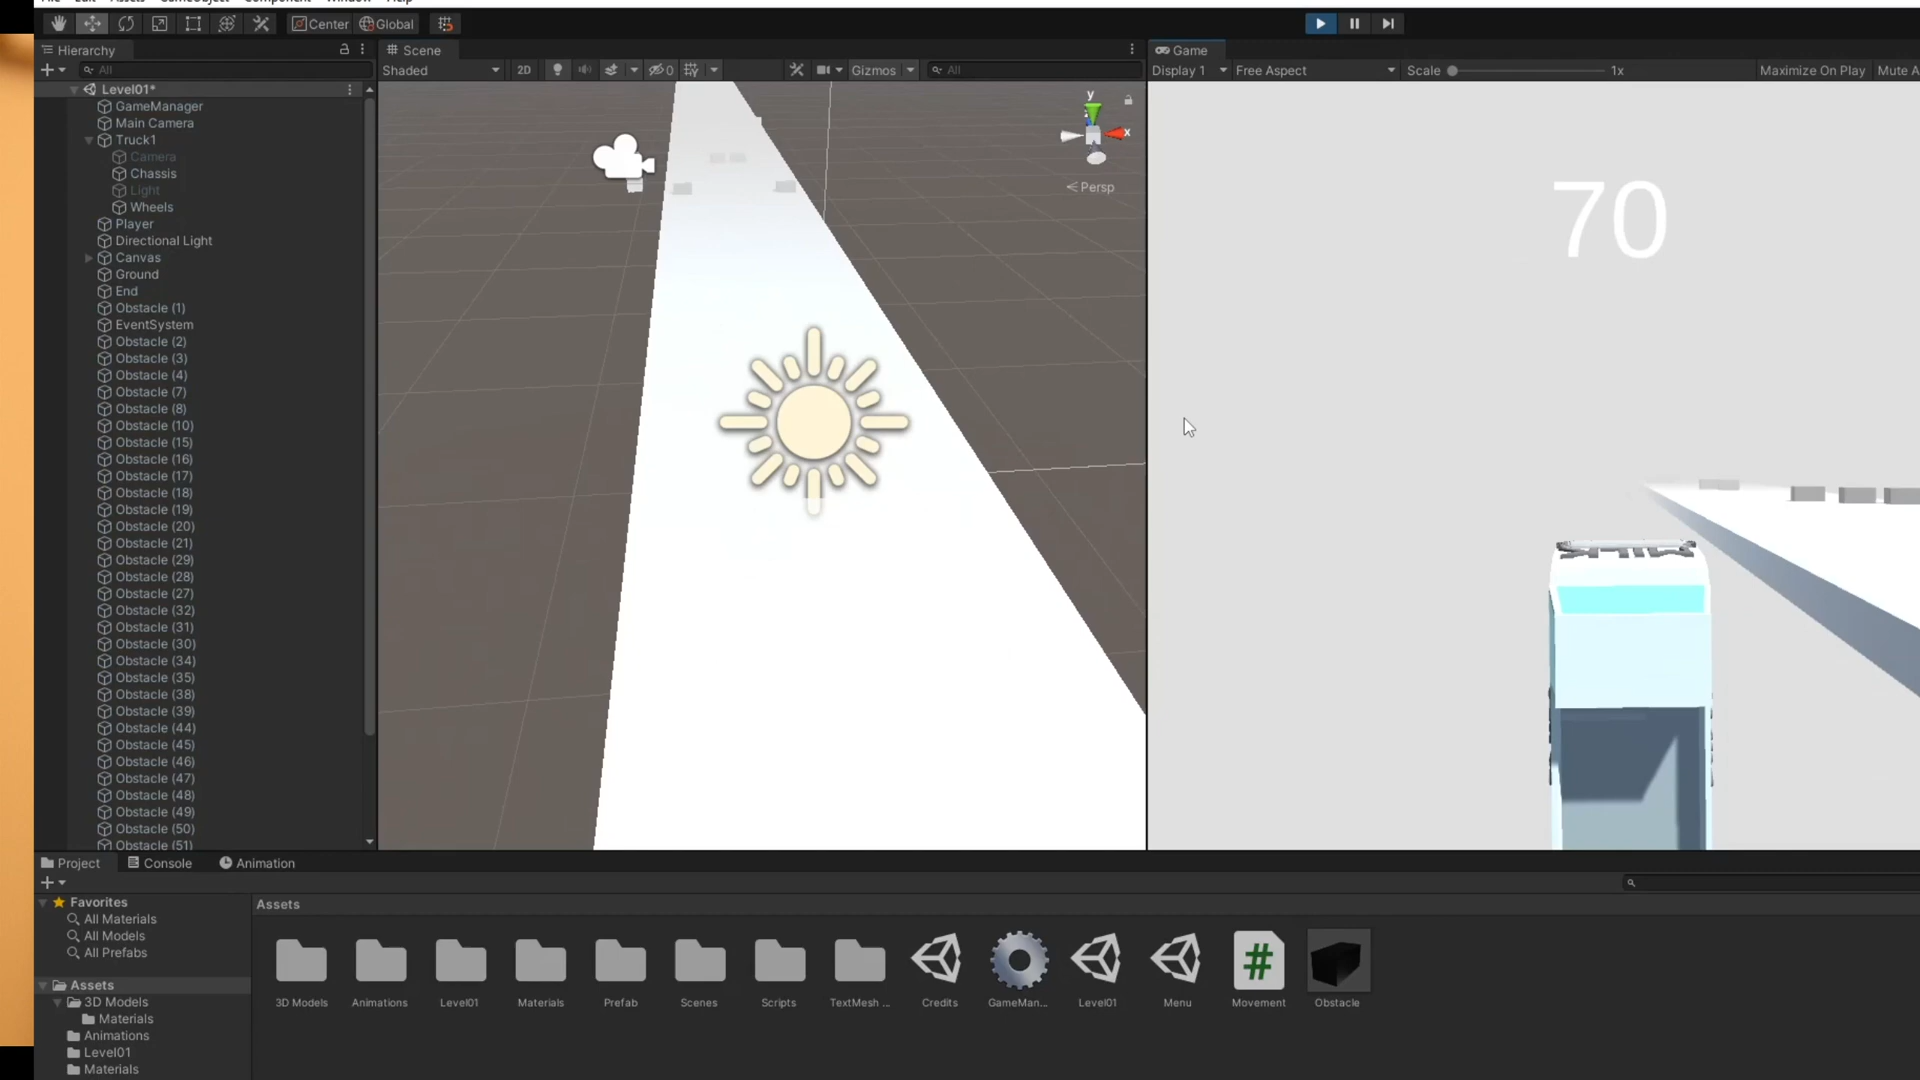 Center Global
Hierarchy
All
Level01*
GameManager
Main Camera
Truck1
Camera
Chassis
Light
Wheels
Player
Directional Light
Canvas
Ground
End
Obstacle (1)
EventSystem
Obstacle (2)
Obstacle (3)
Obstacle (4)
Obstacle (7)
Obstacle (8)
Obstacle (10)
Obstacle (15)
Obstacle (16)
Obstacle (17)
Obstacle (18)
Obstacle (19)
Obstacle (20)
Obstacle (21)
Obstacle (29)
Obstacle (28)
Obstacle (27)
Obstacle (32)
Obstacle (31)
Obstacle (30)
Obstacle (34)
Obstacle (35)
Obstacle (38)
Obstacle (39)
Obstacle (44)
Obstacle (45)
Obstacle (46)
Obstacle (47)
Obstacle (48)
Obstacle (49)
Obstacle (50)
Obstacle (51)
Scene
Shaded 2D 0 Gizmos All
y
x
Persp
Game
Display 1 Free Aspect Scale 1x Maximize On Play Mute A
70
Project Console Animation
Favorites
All Materials
All Models
All Prefabs
Assets
3D Models
Materials
Animations
Level01
Materials
Assets
3D Models Animations Level01 Materials Prefab Scenes Scripts TextMesh ... Credits GameMan... Level01 Menu Movement Obstacle